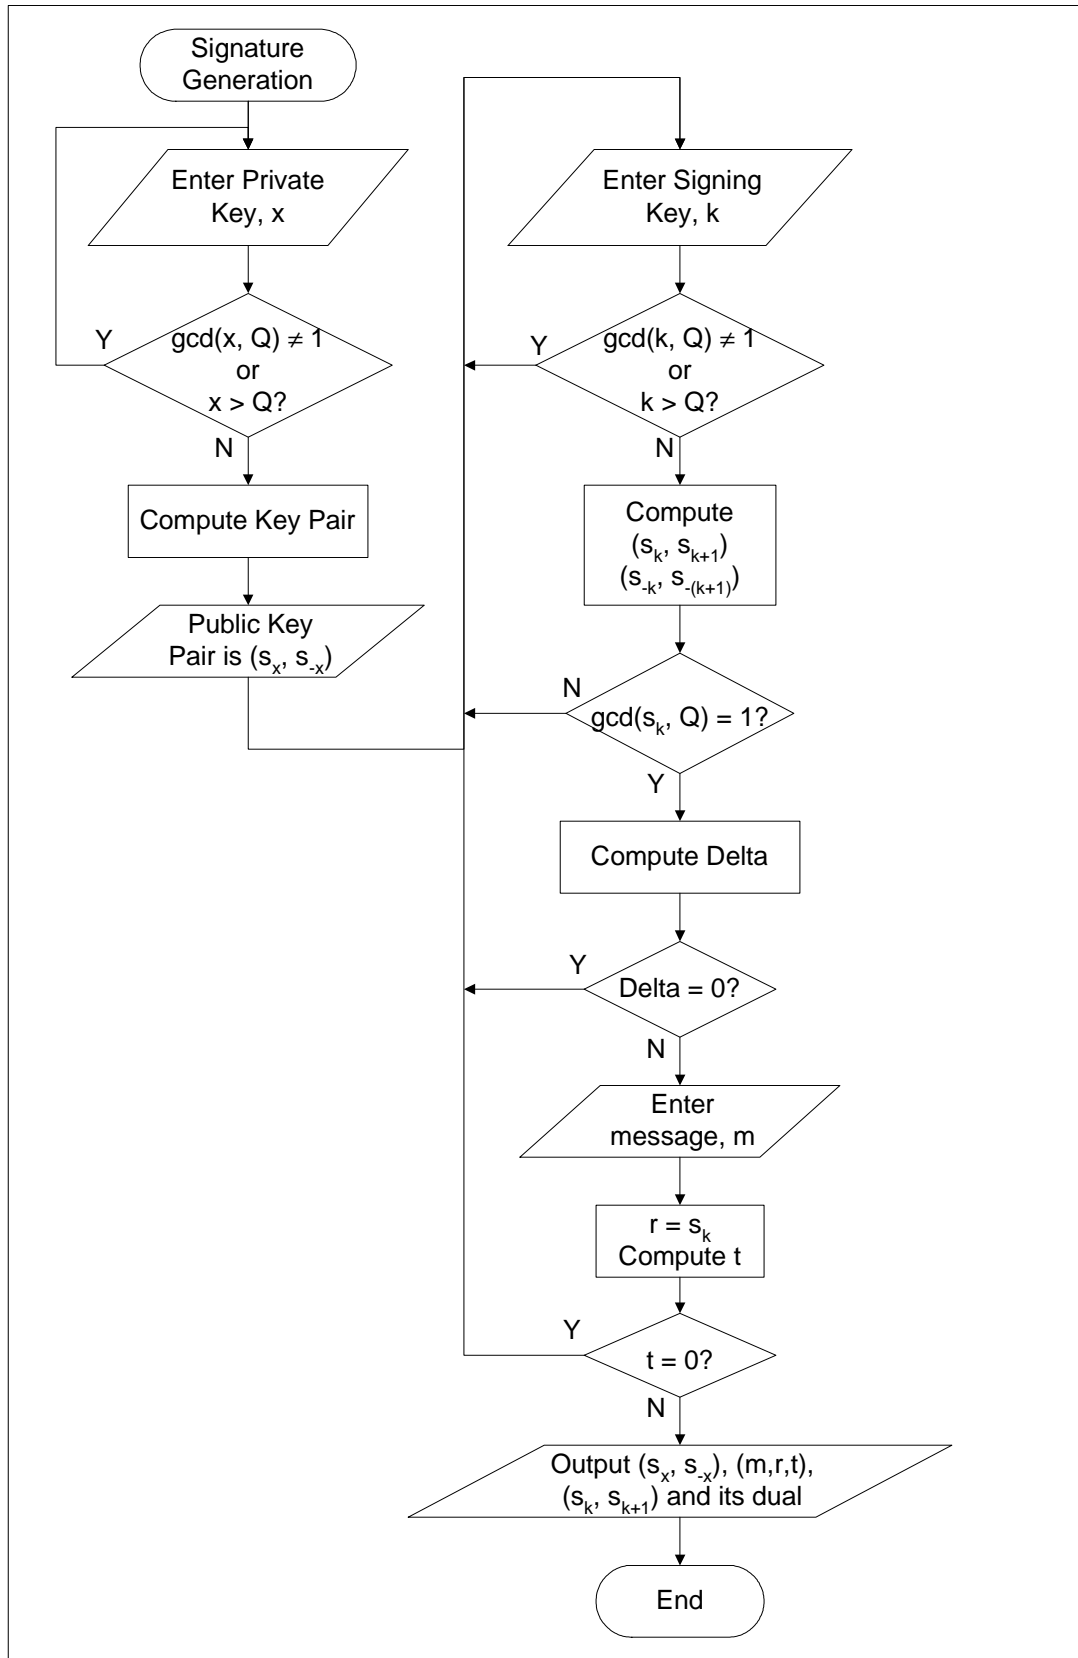 Signature
Generation
Enter Private
Key, x
Y
gcd(x, Q) ≠ 1
or
x > Q?
N
Compute Key Pair
Public Key
Pair is (s_x, s_-x)
Enter Signing
Key, k
Y
gcd(k, Q) ≠ 1
or
k > Q?
N
Compute
(s_k, s_k+1)
(s_-k, s_-(k+1))
N
gcd(s_k, Q) = 1?
Y
Compute Delta
Y
Delta = 0?
N
Enter
message, m
r = s_k
Compute t
Y
t = 0?
N
Output (s_x, s_-x), (m,r,t),
(s_k, s_k+1) and its dual
End